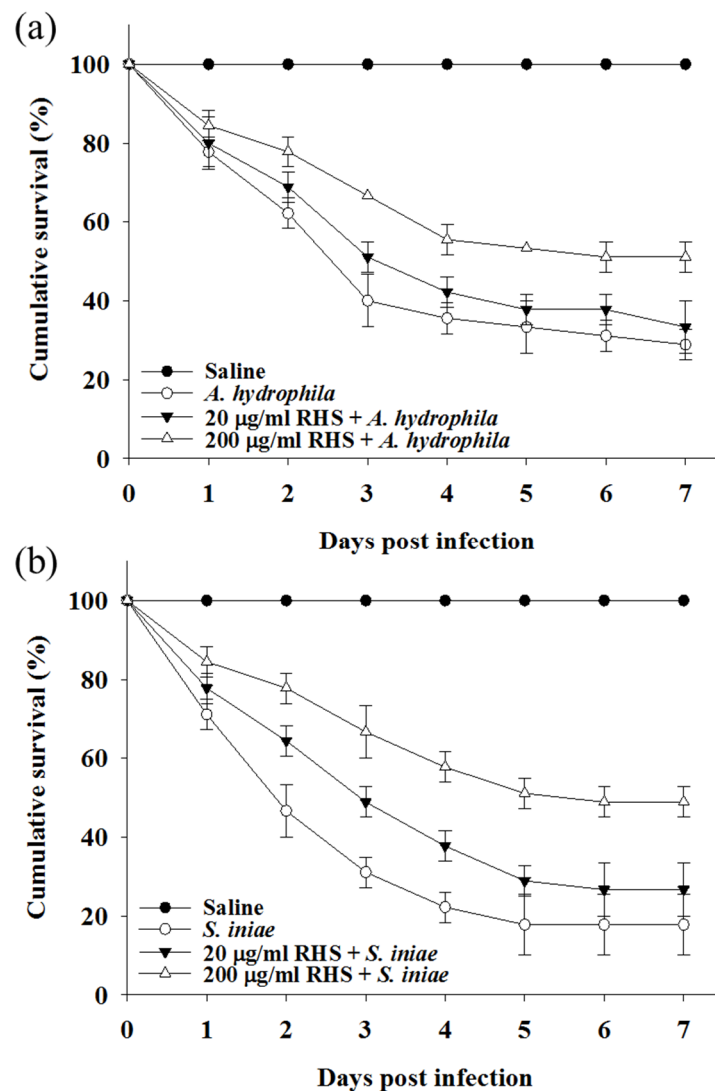 (a)
100
80
60
40
20
0
Cumulative survival (%)
Saline
A. hydrophila
20 µg/ml RHS + A. hydrophila
200 µg/ml RHS + A. hydrophila
0 1 2 3 4 5 6 7
Days post infection
(b)
100
80
60
40
20
0
Cumulative survival (%)
Saline
S. iniae
20 µg/ml RHS + S. iniae
200 µg/ml RHS + S. iniae
0 1 2 3 4 5 6 7
Days post infection